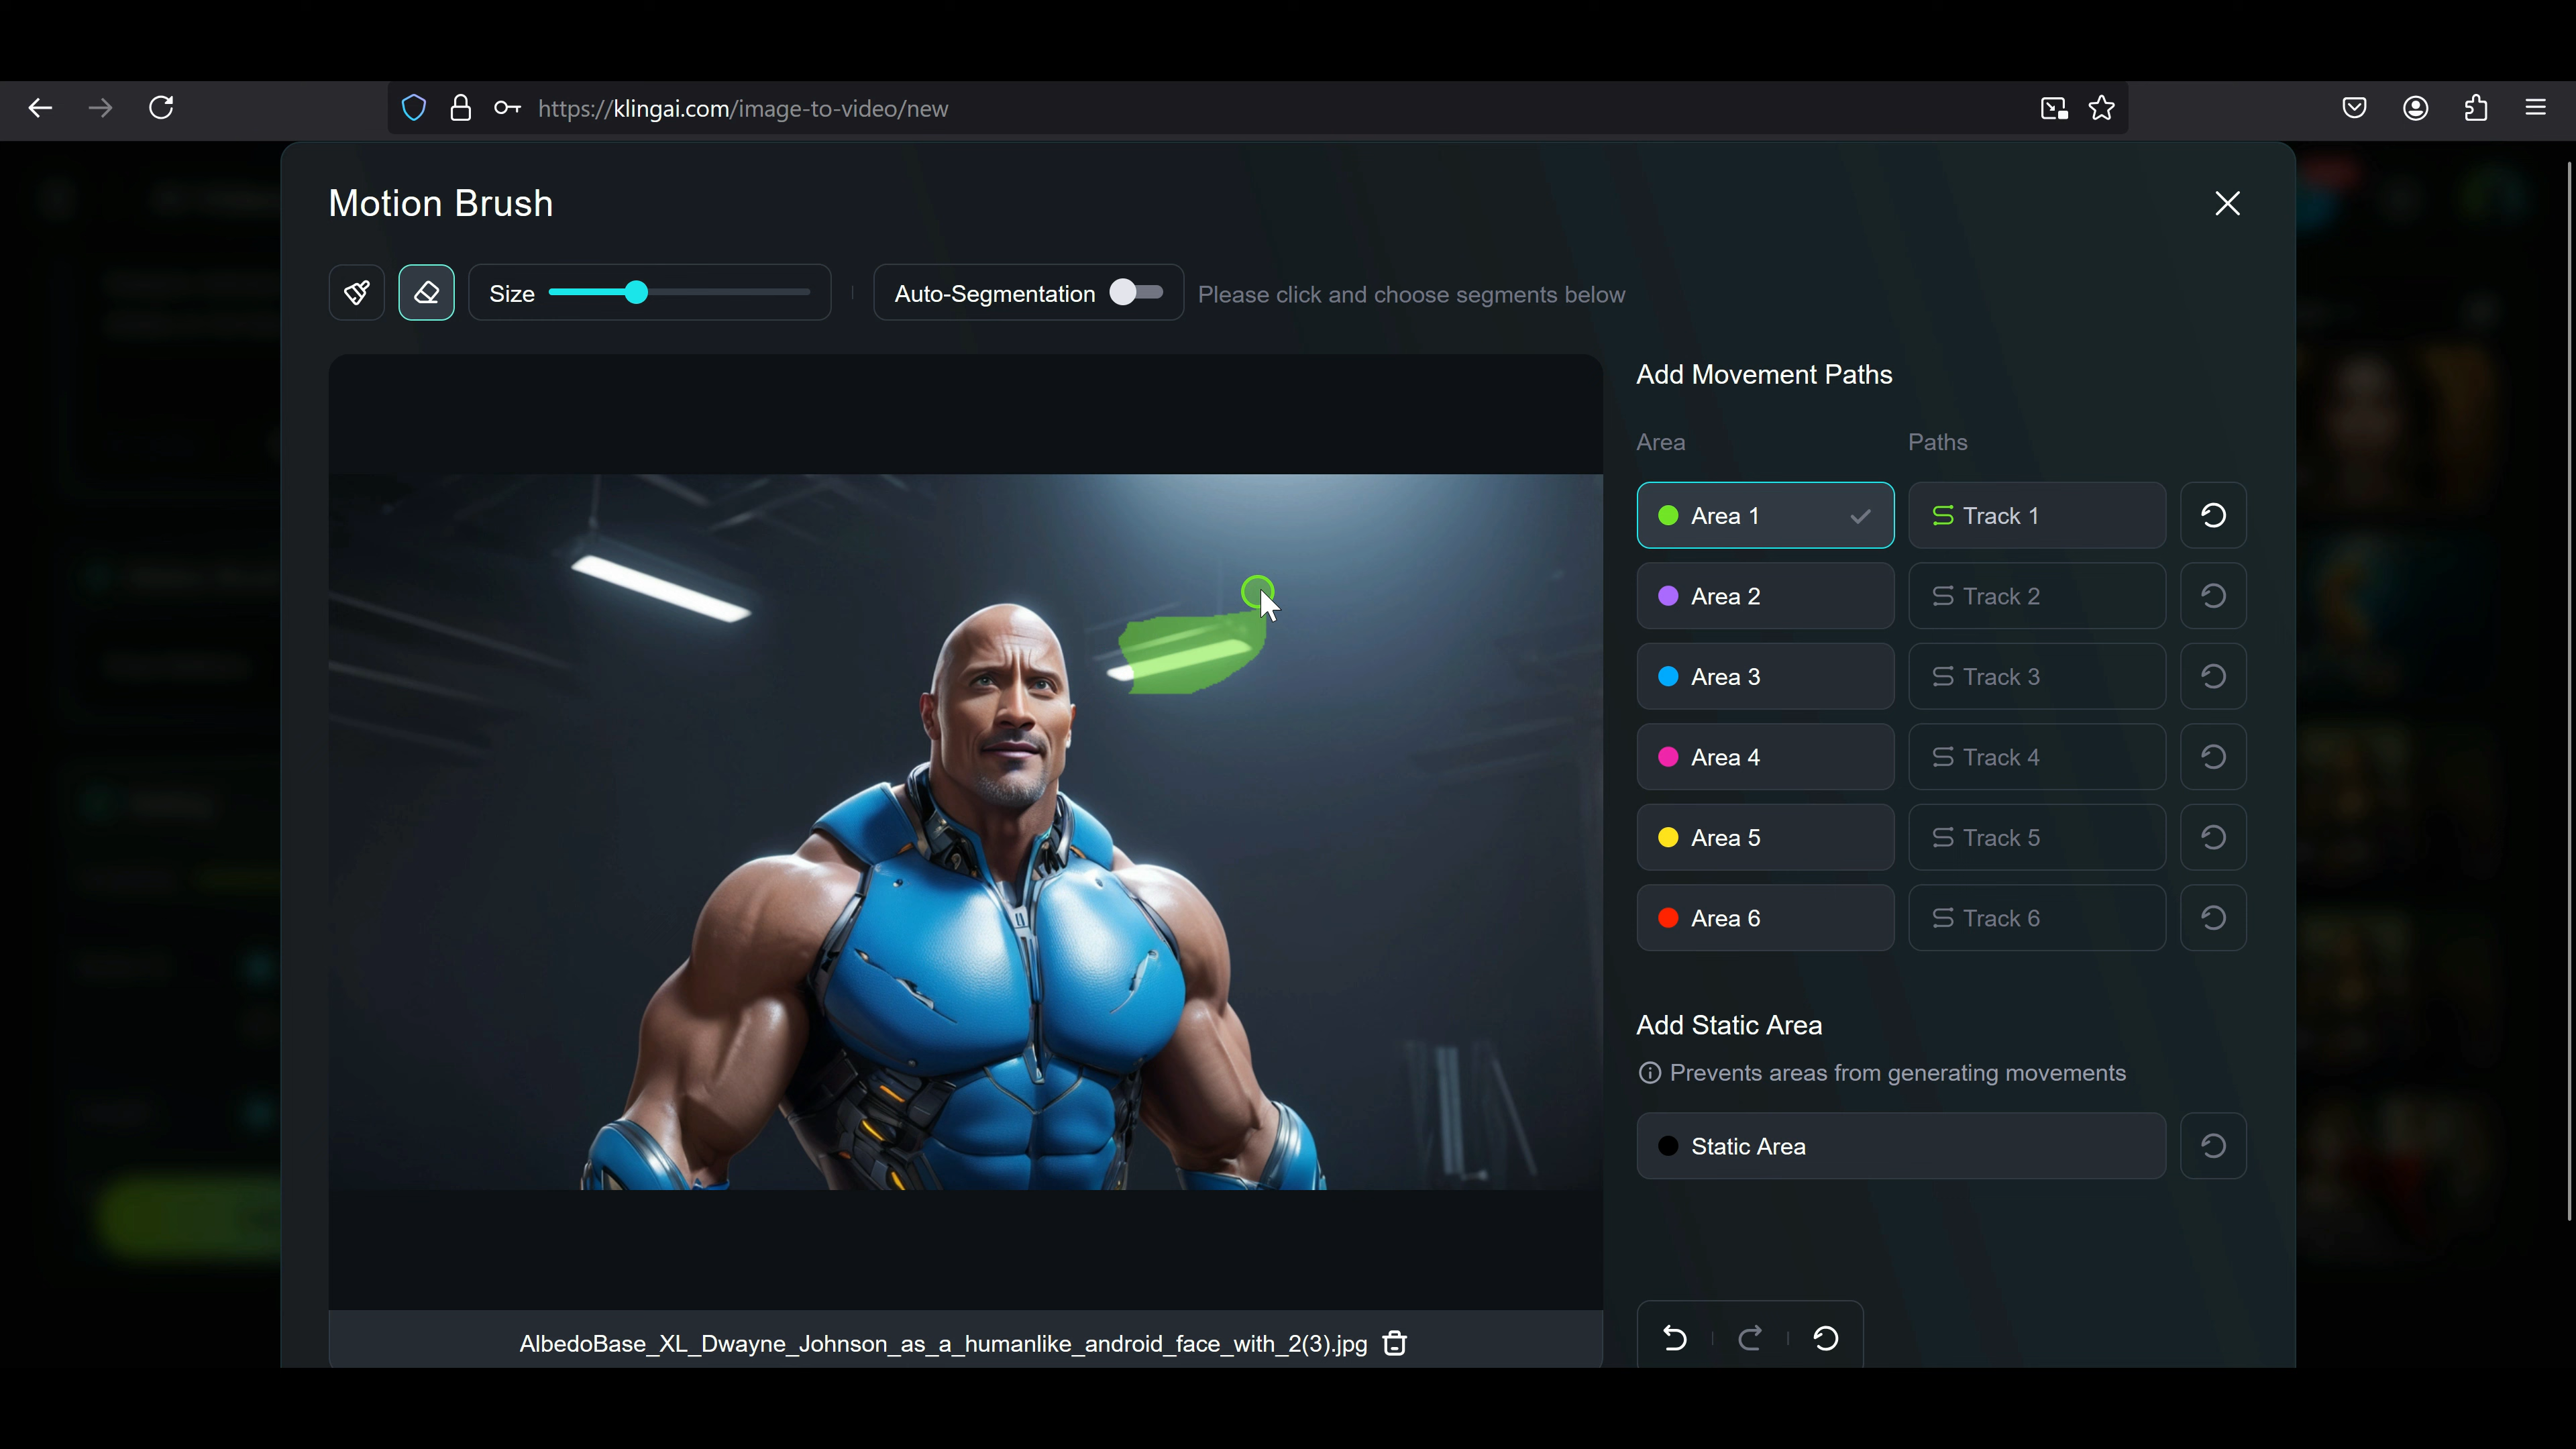 https://klingai.com/image-to-video/new
Motion Brush
Size
Auto-Segmentation
Please click and choose segments below
Add Movement Paths
Area Paths
Area 1 Track 1
Area 2 Track 2
Area 3 Track 3
Area 4 Track 4
Area 5 Track 5
Area 6 Track 6
Add Static Area
Prevents areas from generating movements
Static Area
AlbedoBase_XL_Dwayne_Johnson_as_a_humanlike_android_face_with_2(3).jpg